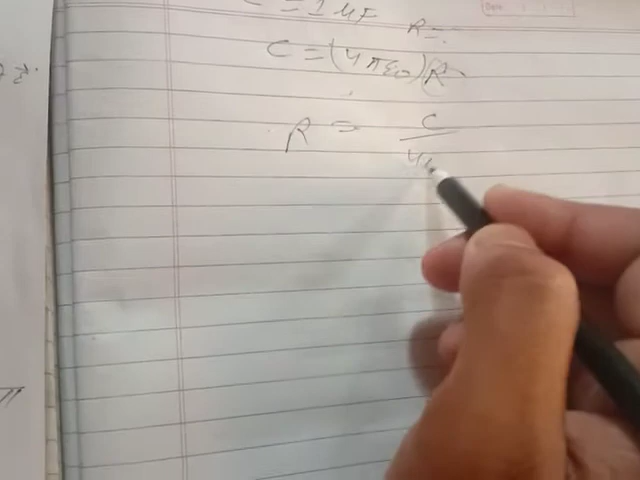 C = 1 μF
R = ?
C = (4πε₀)R
R = C / 4